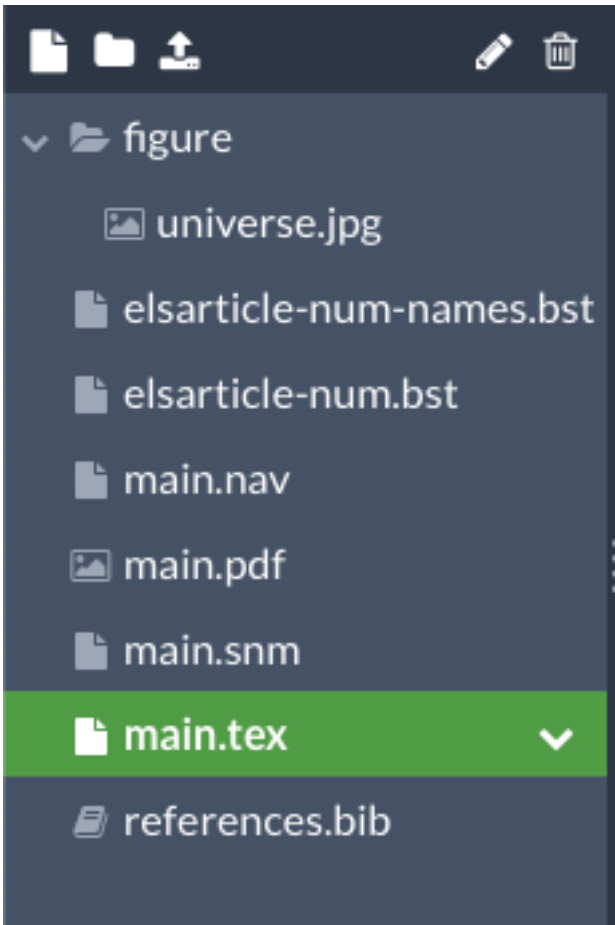 figure
universe.jpg
elsarticle-num-names.bst
elsarticle-num.bst
main.nav
main.pdf
main.snm
main.tex
references.bib